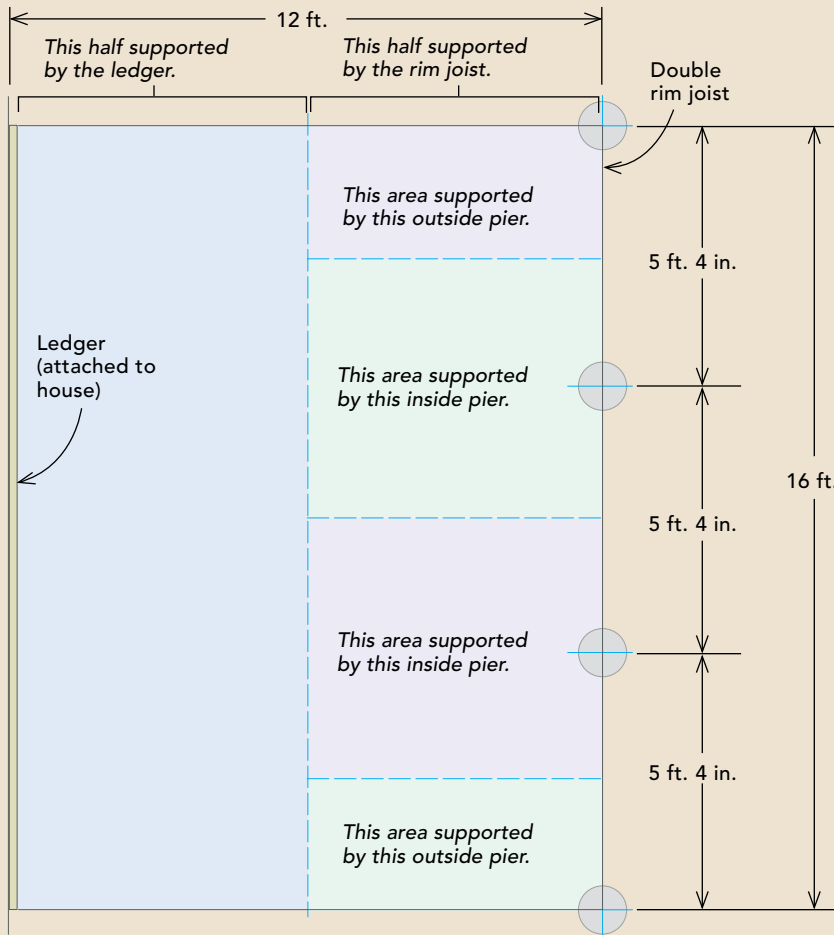 12 ft.
This half supported
by the ledger.
This half supported
by the rim joist.
Double
rim joist
This area supported
by this outside pier.
5 ft. 4 in.
Ledger
(attached to
house)
This area supported
by this inside pier.
16 ft.
5 ft. 4 in.
This area supported
by this inside pier.
5 ft. 4 in.
This area supported
by this outside pier.